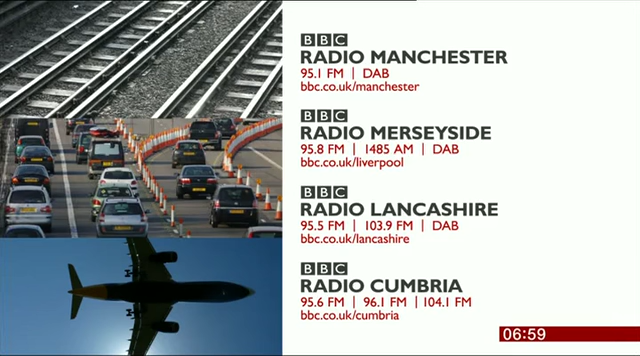 BBC
RADIO MANCHESTER
95.1 FM | DAB
bbc.co.uk/manchester
BBC
RADIO MERSEYSIDE
95.8 FM | 1485 AM | DAB
bbc.co.uk/liverpool
BBC
RADIO LANCASHIRE
95.5 FM | 103.9 FM | DAB
bbc.co.uk/lancashire
BBC
RADIO CUMBRIA
95.6 FM | 96.1 FM | 104.1 FM
bbc.co.uk/cumbria
06:59